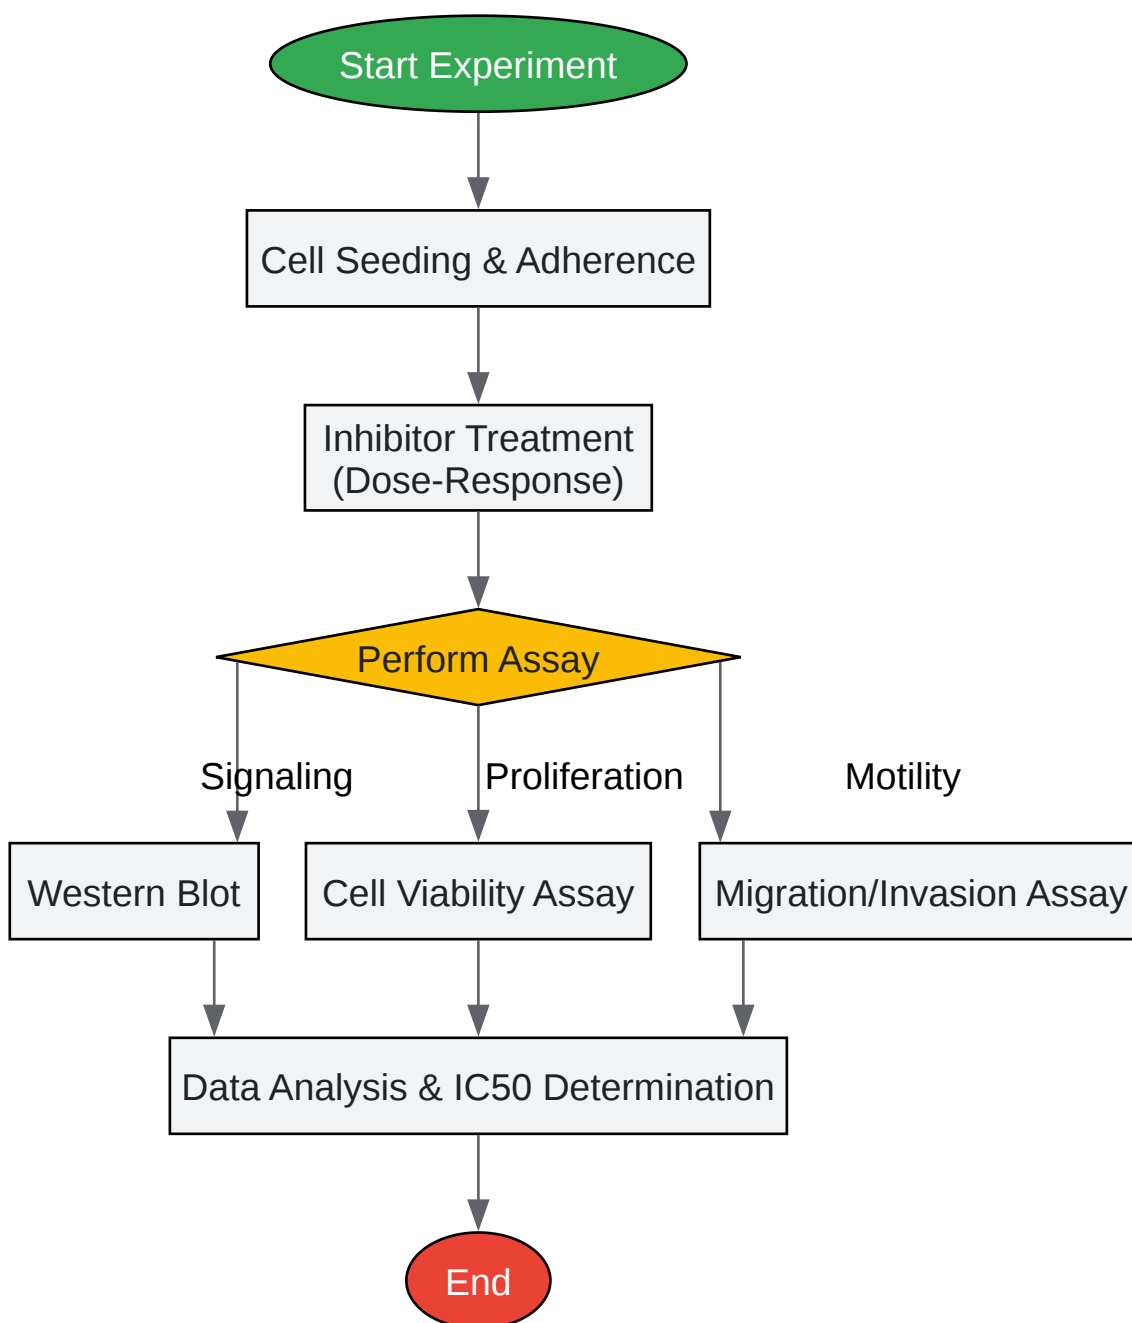 Start Experiment
Cell Seeding & Adherence
Inhibitor Treatment
(Dose-Response)
Perform Assay
Signaling
Proliferation
Motility
Western Blot
Cell Viability Assay
Migration/Invasion Assay
Data Analysis & IC50 Determination
End